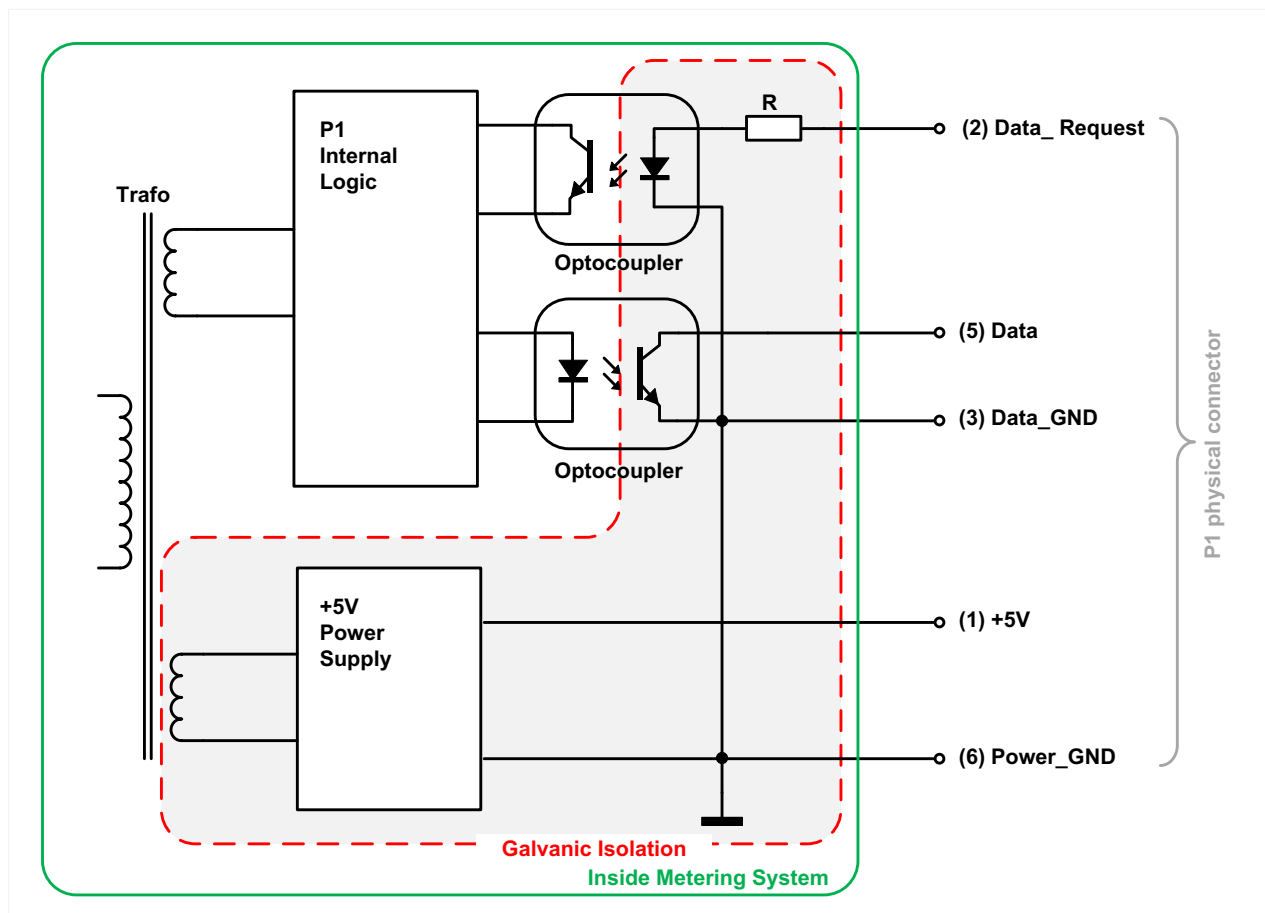 R
(2) Data_ Request
P1
Internal
Logic
Trafo
Optocoupler
(5) Data
(3) Data_GND
Optocoupler
P1 physical connector
+5V
Power
Supply
(1) +5V
(6) Power_GND
Galvanic Isolation
Inside Metering System